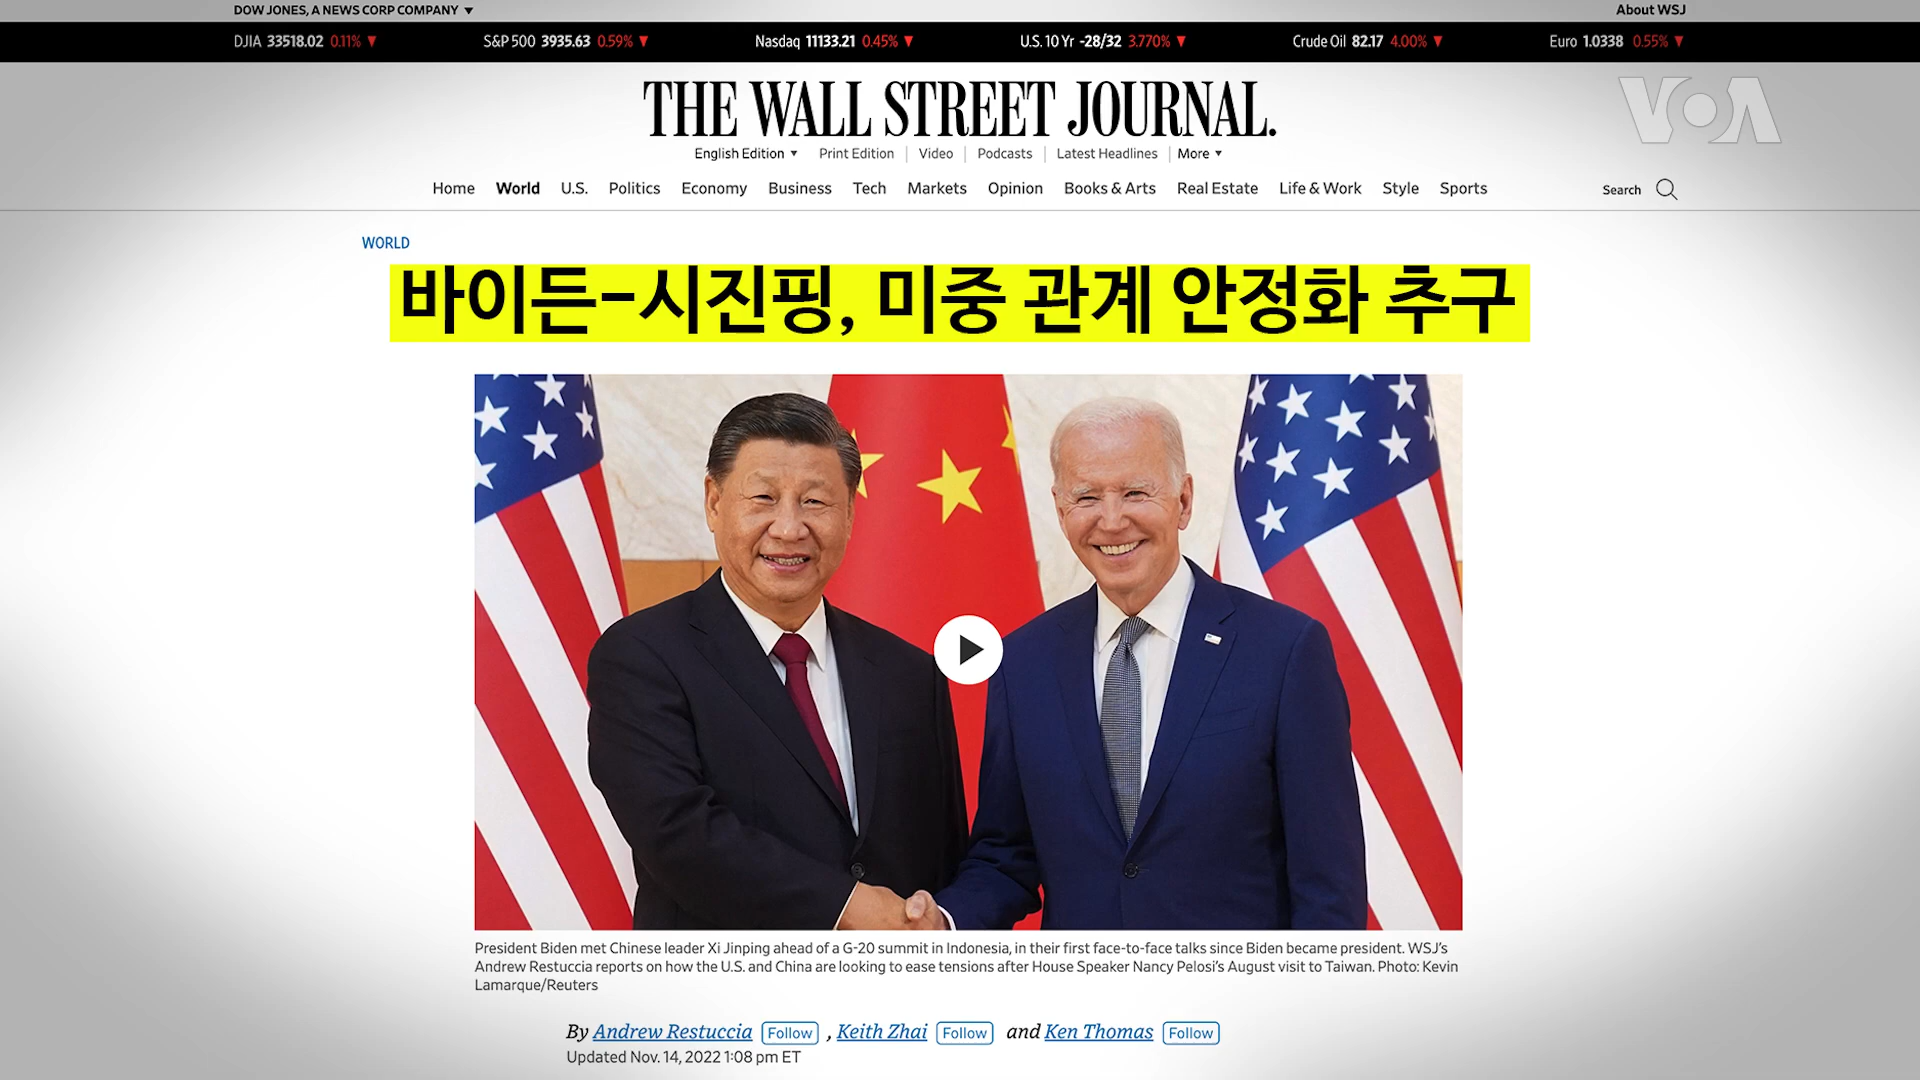 DOW JONES, A NEWS CORP COMPANY
About WSJ
DJIA 33518.02 0.11% S&P 500 3935.63 0.59% Nasdaq 11133.21 0.45% U.S. 10 Yr -28/32 3.770% Crude Oil 82.17 4.00% Euro 1.0338 0.55%
THE WALL STREET JOURNAL.
VOA
English Edition Print Edition Video Podcasts Latest Headlines More
Home World U.S. Politics Economy Business Tech Markets Opinion Books & Arts Real Estate Life & Work Style Sports Search
WORLD
바이든-시진핑, 미중 관계 안정화 추구
President Biden met Chinese leader Xi Jinping ahead of a G-20 summit in Indonesia, in their first face-to-face talks since Biden became president. WSJ's
Andrew Restuccia reports on how the U.S. and China are looking to ease tensions after House Speaker Nancy Pelosi's August visit to Taiwan. Photo: Kevin
Lamarque/Reuters
By Andrew Restuccia Follow , Keith Zhai Follow and Ken Thomas Follow
Updated Nov. 14, 2022 1:08 pm ET